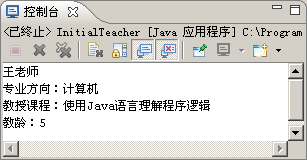 控制台
<已终止> InitialTeacher [Java 应用程序] C:\Program
王老师
专业方向：计算机
教授课程：使用Java语言理解程序逻辑
教龄：5